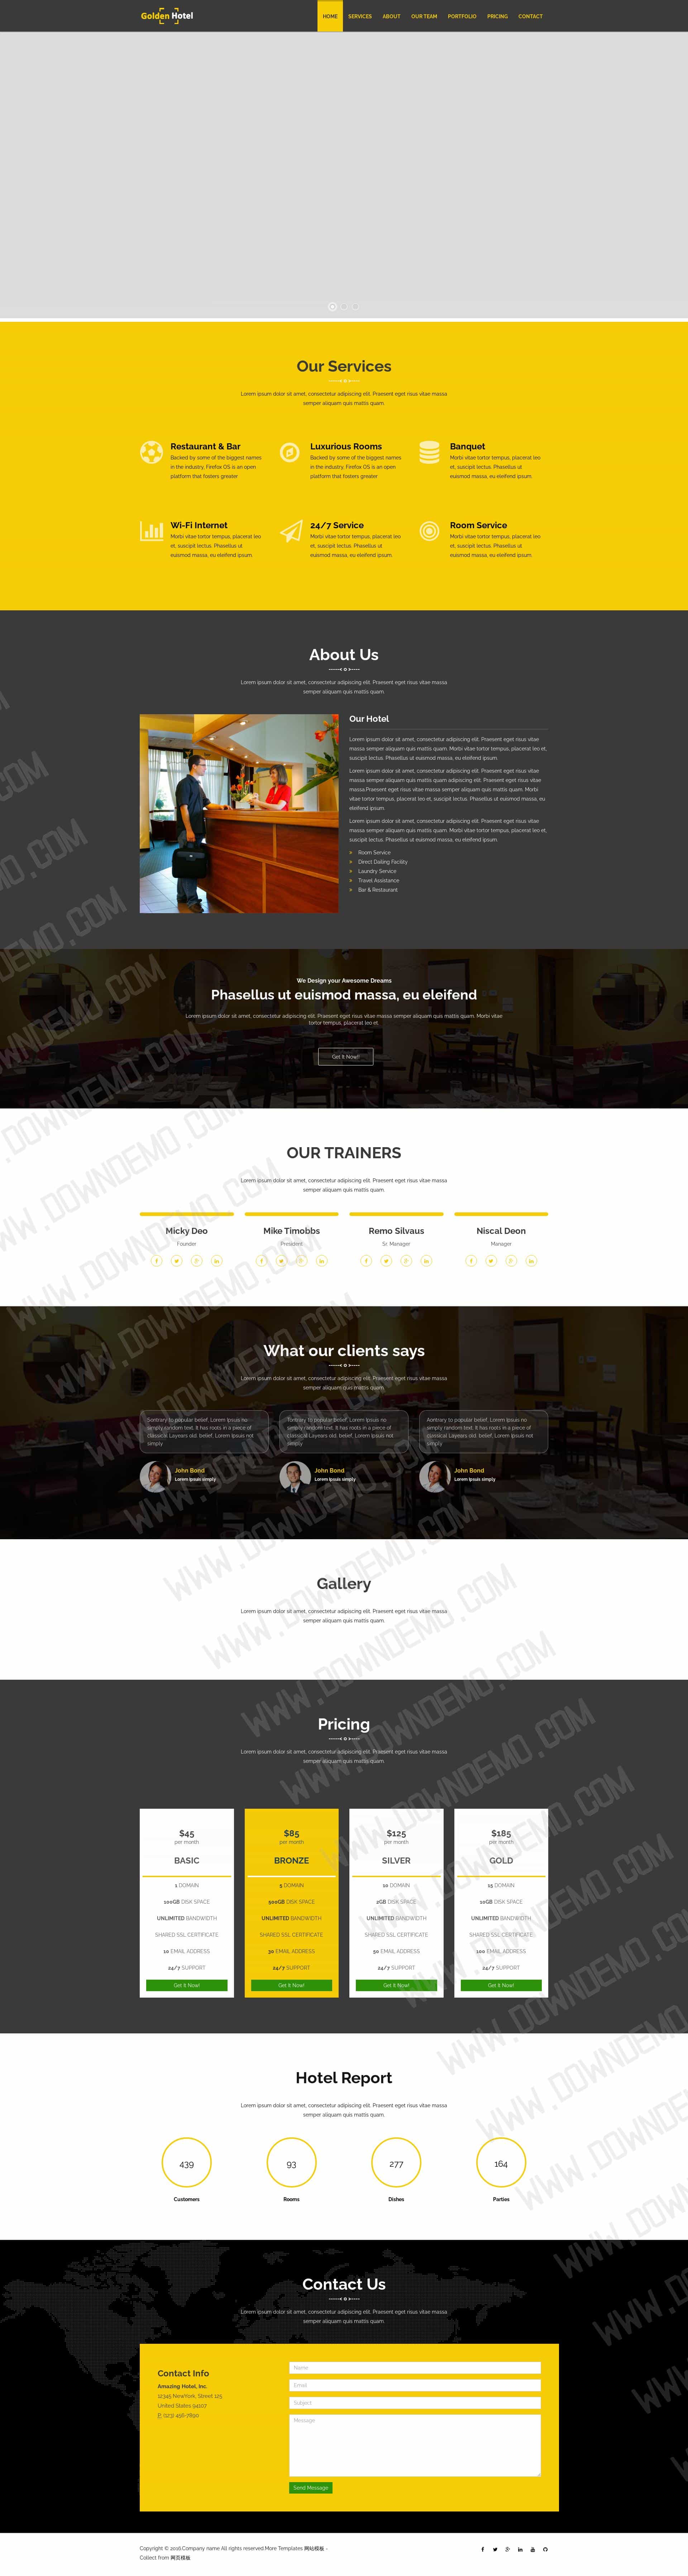 Golden Hotel
HOME SERVICES ABOUT OUR TEAM PORTFOLIO PRICING CONTACT
Our Services
Lorem ipsum dolor sit amet, consectetur adipiscing elit. Praesent eget risus vitae massa
semper aliquam quis mattis quam
Restaurant & Bar
Backed by some of the biggest names
in the industry, Firefox OS is an open
platform that fosters greater
Luxurious Rooms
Backed by some of the biggest names
in the industry, Firefox OS is an open
platform that fosters greater
Banquet
Morbi vitae tortor tempus, placerat leo
et, suscipit lectus. Phasellus ut
euismod massa, eu eleifend ipsum.
Wi-Fi Internet
Morbi vitae tortor tempus, placerat leo
et, suscipit lectus. Phasellus ut
euismod massa, eu eleifend ipsum.
24/7 Service
Morbi vitae tortor tempus, placerat leo
et, suscipit lectus. Phasellus ut
euismod massa, eu eleifend ipsum.
Room Service
Morbi vitae tortor tempus, placerat leo
et, suscipit lectus. Phasellus ut
euismod massa, eu eleifend ipsum.
About Us
Lorem ipsum dolor sit amet, consectetur adipiscing elit. Praesent eget risus vitae massa
semper aliquam quis mattis quam
Our Hotel
Lorem ipsum dolor sit amet, consectetur adipiscing elit. Praesent eget risus vitae
massa semper aliquam quis mattis quam. Morbi vitae tortor tempus, placerat leo et,
suscipit lectus. Phasellus ut euismod massa, eu eleifend ipsum.
Lorem ipsum dolor sit amet, consectetur adipiscing elit. Praesent eget risus vitae
massa semper aliquam quis mattis quam adipiscing elit. Praesent eget risus vitae
massa.Praesent eget risus vitae massa semper aliquam quis mattis quam. Morbi
vitae tortor tempus, placerat leo et, suscipit lectus. Phasellus ut euismod massa, eu
eleifend ipsum.
Lorem ipsum dolor sit amet, consectetur adipiscing elit. Praesent eget risus vitae
massa semper aliquam quis mattis quam. Morbi vitae tortor tempus, placerat leo et,
suscipit lectus. Phasellus ut euismod massa, eu eleifend ipsum.
Room Service
Direct Dialing Facility
Laundry Service
Travel Assistance
Bar & Restaurant
We Design your Awesome Dreams
Phasellus ut euismod massa, eu eleifend
Lorem ipsum dolor sit amet, consectetur adipiscing elit. Praesent eget risus vitae massa semper aliquam quis mattis quam. Morbi vitae
tortor tempus, placerat leo et.
Get It Now!!
OUR TRAINERS
Lorem ipsum dolor sit amet, consectetur adipiscing elit. Praesent eget risus vitae massa
semper aliquam quis mattis quam.
Micky Deo
Founder
Mike Timobbs
President
Remo Silvaus
Sr. Manager
Niscal Deon
Manager
What our clients says
Lorem ipsum dolor sit amet, consectetur adipiscing elit. Praesent eget risus vitae massa
semper aliquam quis mattis quam
Sontrary to popular belief, Lorem Ipsuis no
simply random text. It has roots in a piece of
classical Layears old. belief, Lorem Ipsuis not
simply
John Bond
Lorem Ipsuis simply
Tontrary to popular belief, Lorem Ipsuis no
simply random text. It has roots in a piece of
classical Layears old. belief, Lorem Ipsuis not
simply
John Bond
Lorem Ipsuis simply
Aontrary to popular belief, Lorem Ipsuis no
simply random text. It has roots in a piece of
classical Layears old. belief, Lorem Ipsuis not
simply
John Bond
Lorem Ipsuis simply
Gallery
Lorem ipsum dolor sit amet, consectetur adipiscing elit. Praesent eget risus vitae massa
semper aliquam quis mattis quam.
Pricing
Lorem ipsum dolor sit amet, consectetur adipiscing elit. Praesent eget risus vitae massa
semper aliquam quis mattis quam
$45
per month
BASIC
1 DOMAIN
100GB DISK SPACE
UNLIMITED BANDWIDTH
SHARED SSL CERTIFICATE
10 EMAIL ADDRESS
24/7 SUPPORT
Get It Now!
$85
per month
BRONZE
5 DOMAIN
500GB DISK SPACE
UNLIMITED BANDWIDTH
SHARED SSL CERTIFICATE
30 EMAIL ADDRESS
24/7 SUPPORT
Get It Now!
$125
per month
SILVER
10 DOMAIN
2GB DISK SPACE
UNLIMITED BANDWIDTH
SHARED SSL CERTIFICATE
50 EMAIL ADDRESS
24/7 SUPPORT
Get It Now!
$185
per month
GOLD
15 DOMAIN
10GB DISK SPACE
UNLIMITED BANDWIDTH
SHARED SSL CERTIFICATE
100 EMAIL ADDRESS
24/7 SUPPORT
Get It Now!
Hotel Report
Lorem ipsum dolor sit amet, consectetur adipiscing elit. Praesent eget risus vitae massa
semper aliquam quis mattis quam.
439
Customers
93
Rooms
277
Dishes
164
Parties
Contact Us
Lorem ipsum dolor sit amet, consectetur adipiscing elit. Praesent eget risus vitae massa
semper aliquam quis mattis quam
Contact Info
Amazing Hotel, Inc.
12345 NewYork, Street 125
United States 94107
P: (123) 456-7890
Name
Email
Subject
Message
Send Message
Copyright © 2016.Company name All rights reserved.More Templates 网站模板 -
Collect from 网页模板
WWW.DOWNDEMO.COM